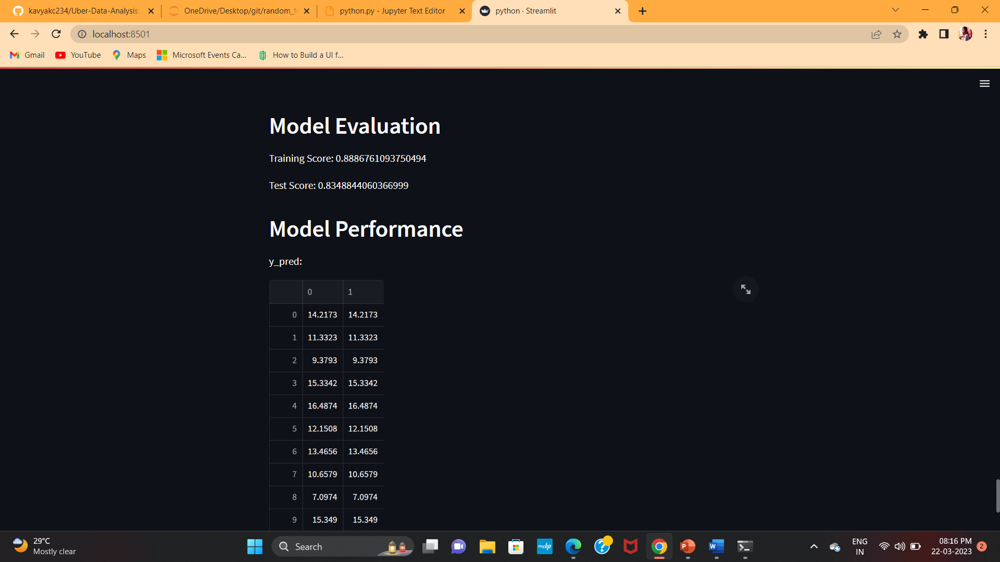 kavyakc234/Uber-Data-Analysis:
OneDrive/Desktop/git/random_f
python.py - Jupyter Text Editor
python · Streamlit
localhost:8501
Gmail
YouTube
Maps
Microsoft Events Ca...
How to Build a UI f...
Model Evaluation
Training Score: 0.8886761093750494
Test Score: 0.8348844060366999
Model Performance
y_pred:
0 1
0 14.2173 14.2173
1 11.3323 11.3323
2 9.3793 9.3793
3 15.3342 15.3342
4 16.4874 16.4874
5 12.1508 12.1508
6 13.4656 13.4656
7 10.6579 10.6579
8 7.0974 7.0974
9 15.349 15.349
29°C
Mostly clear
Search
myhp
ENG
IN
08:16 PM
22-03-2023
2